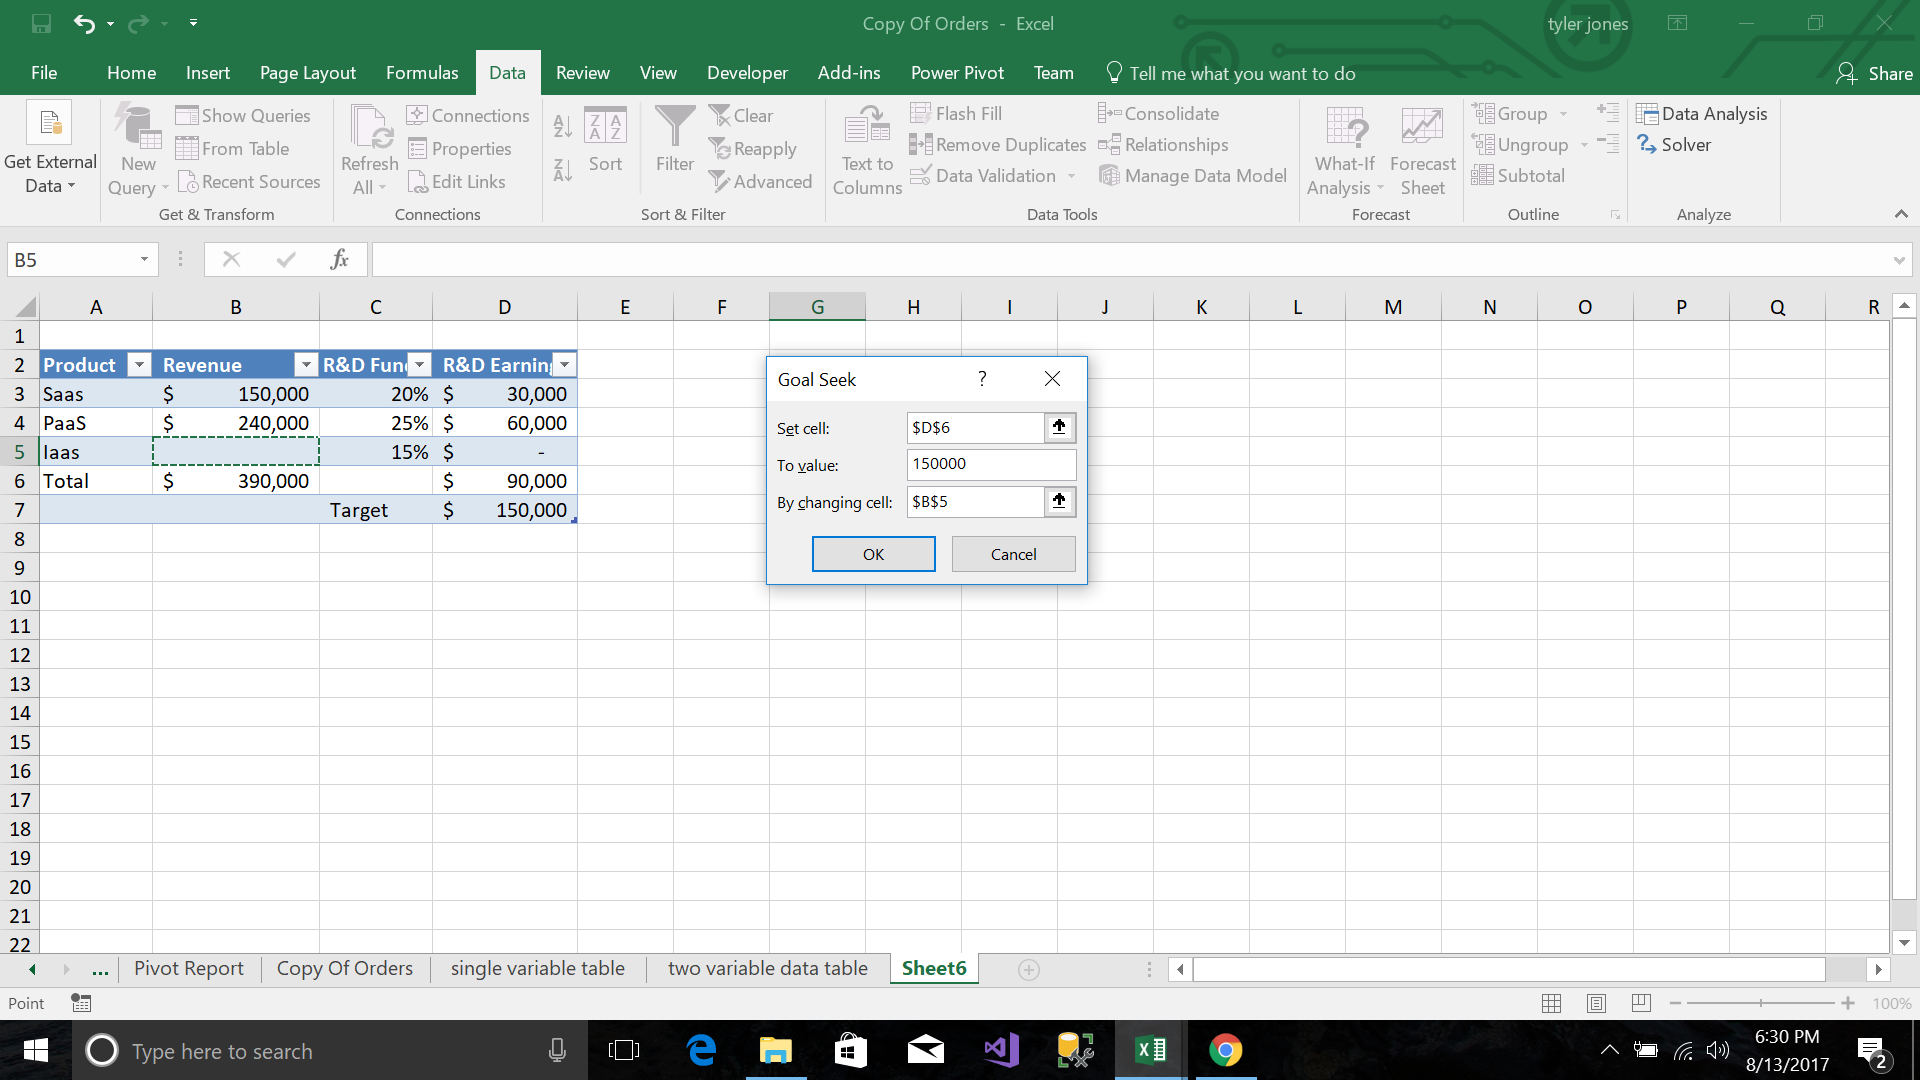 Copy Of Orders - Excel
tyler jones
File Home Insert Page Layout Formulas Data Review View Developer Add-ins Power Pivot Team Tell me what you want to do Share
Get External Data
New Query
Show Queries
From Table
Recent Sources
Get & Transform
Refresh All
Connections
Properties
Edit Links
Connections
Sort
Filter
Clear
Reapply
Advanced
Sort & Filter
Text to Columns
Flash Fill
Remove Duplicates
Data Validation
Consolidate
Relationships
Manage Data Model
Data Tools
What-If Analysis
Forecast Sheet
Forecast
Group
Ungroup
Subtotal
Outline
Data Analysis
Solver
Analyze
B5 fx
A B C D E F G H I J K L M N O P Q R
1
2 Product Revenue R&D Fun R&D Earnin
3 Saas $ 150,000 20% $ 30,000
4 PaaS $ 240,000 25% $ 60,000
5 Iaas 15% $ -
6 Total $ 390,000 $ 90,000
7 Target $ 150,000
8
9
10
11
12
13
14
15
16
17
18
19
20
21
22
Goal Seek ?
Set cell: $D$6
To value: 150000
By changing cell: $B$5
OK Cancel
... Pivot Report Copy Of Orders single variable table two variable data table Sheet6
Point 100%
Type here to search
6:30 PM
8/13/2017
2